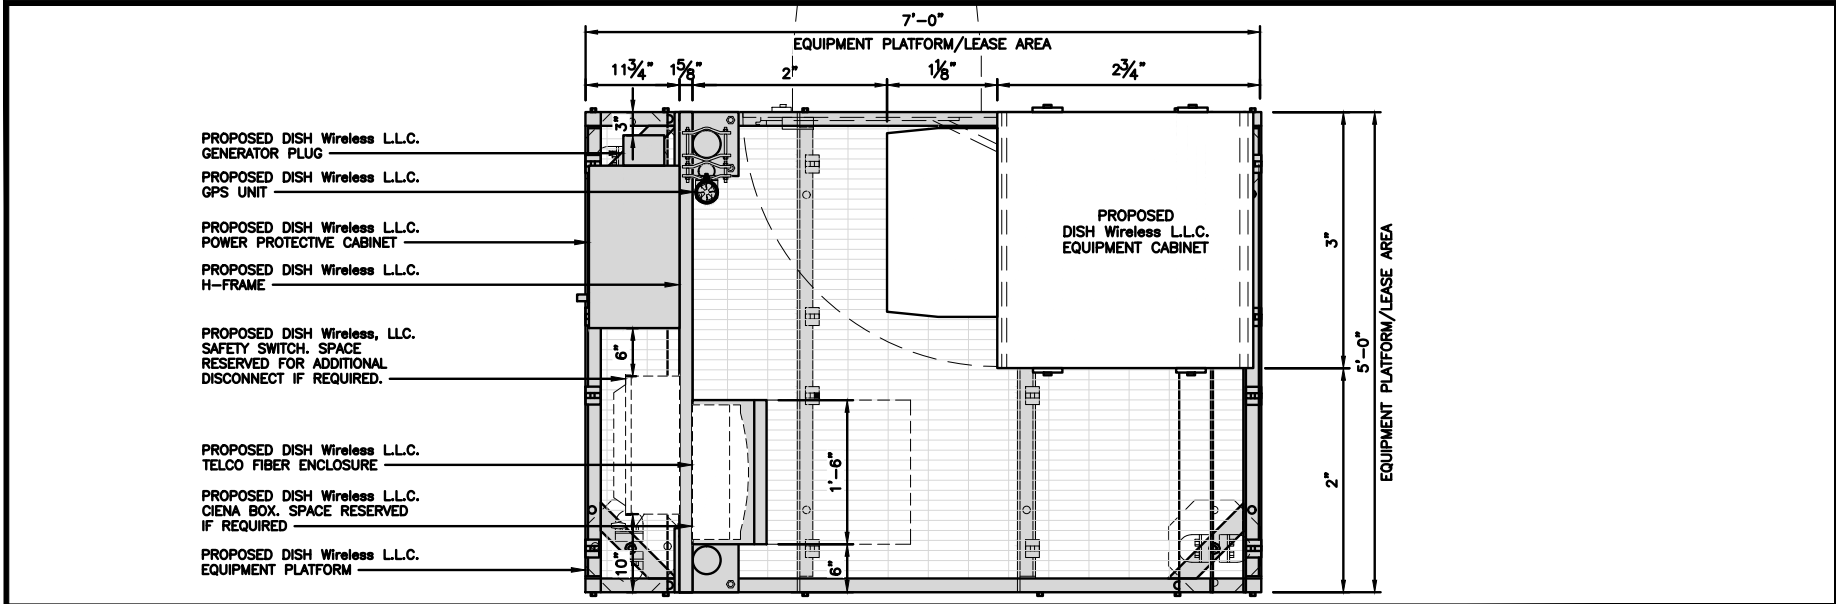 7'-0"
EQUIPMENT PLATFORM/LEASE AREA
11¾" 1⅝" 2" 1⅛" 2¾"
3"
PROPOSED DISH Wireless L.L.C.
GENERATOR PLUG
PROPOSED DISH Wireless L.L.C.
GPS UNIT
PROPOSED DISH Wireless L.L.C.
POWER PROTECTIVE CABINET
PROPOSED DISH Wireless L.L.C.
H-FRAME
PROPOSED DISH Wireless, LLC.
SAFETY SWITCH. SPACE
RESERVED FOR ADDITIONAL
DISCONNECT IF REQUIRED.
PROPOSED DISH Wireless L.L.C.
TELCO FIBER ENCLOSURE
PROPOSED DISH Wireless L.L.C.
CIENA BOX. SPACE RESERVED
IF REQUIRED
PROPOSED DISH Wireless L.L.C.
EQUIPMENT PLATFORM
6"
10"
1'-6"
6"
PROPOSED
DISH Wireless L.L.C.
EQUIPMENT CABINET
3"
2"
5'-0"
EQUIPMENT PLATFORM/LEASE AREA